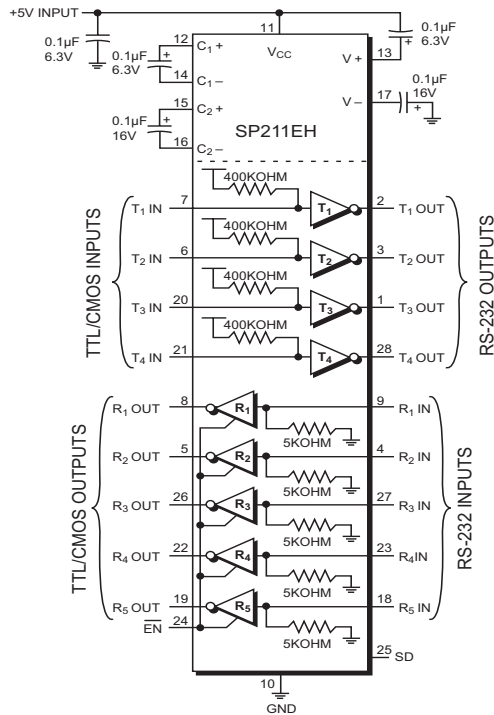 +5V INPUT
0.1µF
6.3V
0.1µF
6.3V
12
C1 +
14
C1 –
15
C2 +
0.1µF
16V
16
C2 –
11
VCC
V +
13
0.1µF
6.3V
V –
17
0.1µF
16V
SP211EH
TTL/CMOS INPUTS
RS-232 OUTPUTS
400KOHM
T1 IN 7 T1 2 T1 OUT
400KOHM
T2 IN 6 T2 3 T2 OUT
400KOHM
T3 IN 20 T3 1 T3 OUT
400KOHM
T4 IN 21 T4 28 T4 OUT
TTL/CMOS OUTPUTS
RS-232 INPUTS
R1 OUT 8 R1 9 R1 IN
5KOHM
R2 OUT 5 R2 4 R2 IN
5KOHM
R3 OUT 26 R3 27 R3 IN
5KOHM
R4 OUT 22 R4 23 R4IN
5KOHM
R5 OUT 19 R5 18 R5 IN
5KOHM
EN 24
25 SD
10
GND